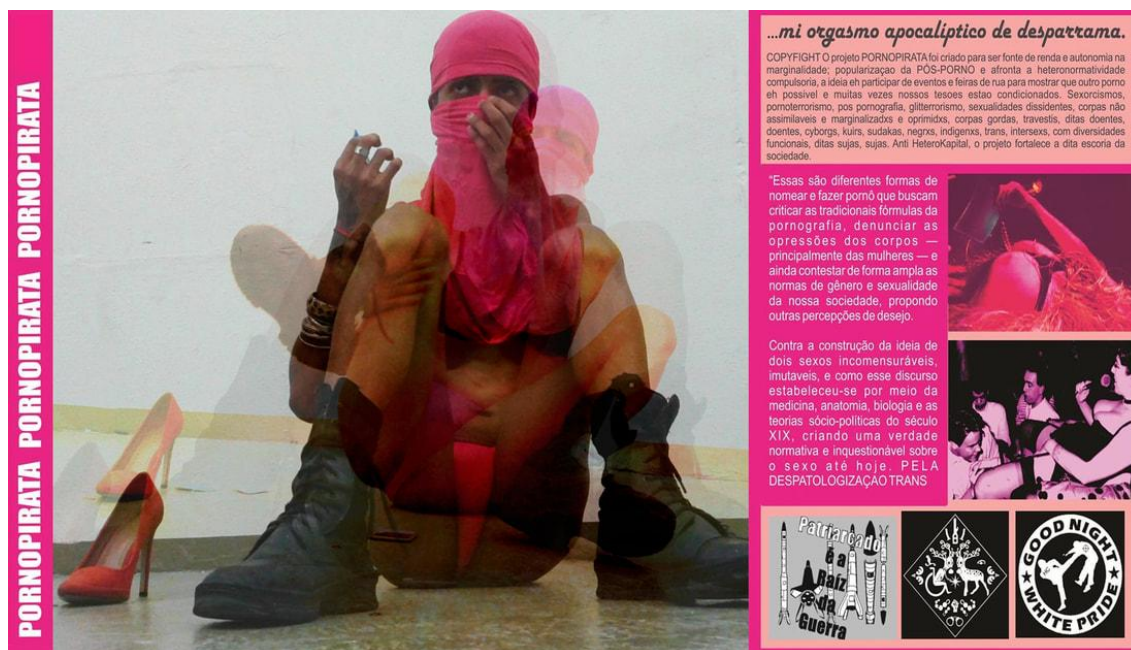 PORNOPIRATA PORNOPIRATA PORNOPIRATA
...mi orgasmo apocalíptico de desparrama.
COPYFIGHT O projeto PORNOPIRATA foi criado para ser fonte de renda e autonomia na
marginalidade; popularizaçao da PÓS-PORNO e afronta a heteronormatividade
compulsoria, a ideia eh participar de eventos e feiras de rua para mostrar que outro porno
eh possivel e muitas vezes nossos tesoes estao condicionados. Sexorcismos,
pornoterrorismo, pos pornografia, glitterrorismo, sexualidades dissidentes, corpas não
assimilaveis e marginalizadxs e oprimidxs, corpas gordas, travestis, ditas doentes,
doentes, cyborgs, kuirs, sudakas, negrxs, indigenxs, trans, intersexs, com diversidades
funcionais, ditas sujas, sujas. Anti HeteroKapital, o projeto fortalece a dita escoria da
sociedade.
"Essas são diferentes formas de
nomear e fazer pornô que buscam
criticar as tradicionais fórmulas da
pornografia, denunciar as
opressões dos corpos —
principalmente das mulheres — e
ainda contestar de forma ampla as
normas de gênero e sexualidade
da nossa sociedade, propondo
outras percepções de desejo.
Contra a construção da ideia de
dois sexos incomensuráveis,
imutaveis, e como esse discurso
estabeleceu-se por meio da
medicina, anatomia, biologia e as
teorias sócio-políticas do século
XIX, criando uma verdade
normativa e inquestionável sobre
o sexo até hoje. PELA
DESPATOLOGIZAÇÃO TRANS
Patriarcado
é a
Raíz
da
Guerra
GOOD NIGHT
WHITE PRIDE